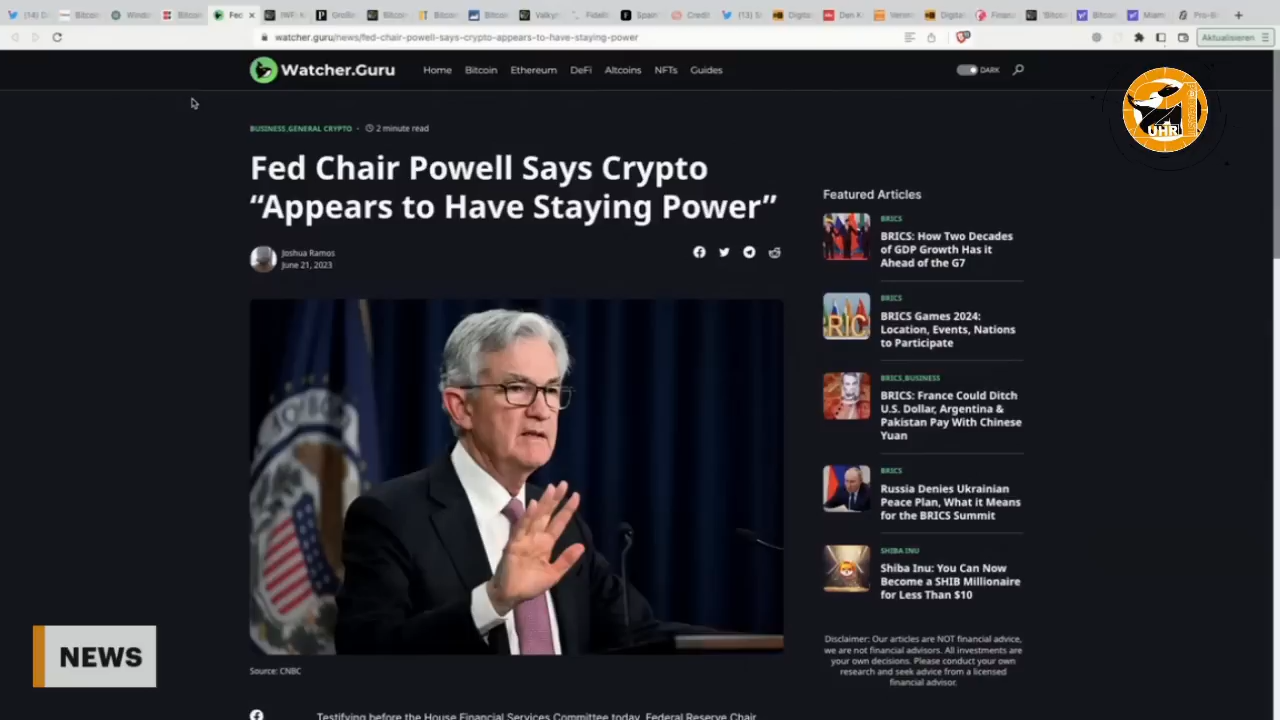 Bitcoin
Fed
Bitcoin
Spain
Credit
watcher.guru/news/fed-chair-powell-says-crypto-appears-to-have-staying-power
Aktualisieren
Watcher.Guru
Home
Bitcoin
Ethereum
DeFi
Altcoins
NFTs
Guides
DARK
UHR
BUSINESS,GENERAL CRYPTO
2 minute read
Fed Chair Powell Says Crypto
“Appears to Have Staying Power”
Joshua Ramos
June 21, 2023
Source: CNBC
Testifying before the House Financial Services Committee today, Federal Reserve Chair
Featured Articles
BRICS
BRICS: How Two Decades
of GDP Growth Has it
Ahead of the G7
BRICS
BRICS Games 2024:
Location, Events, Nations
to Participate
BRICS,BUSINESS
BRICS: France Could Ditch
U.S. Dollar, Argentina &
Pakistan Pay With Chinese
Yuan
BRICS
Russia Denies Ukrainian
Peace Plan, What it Means
for the BRICS Summit
SHIBA INU
Shiba Inu: You Can Now
Become a SHIB Millionaire
for Less Than $10
Disclaimer: Our articles are NOT financial advice,
we are not financial advisors. All investments are
your own decisions. Please conduct your own
research and seek advice from a licensed
financial advisor.
NEWS